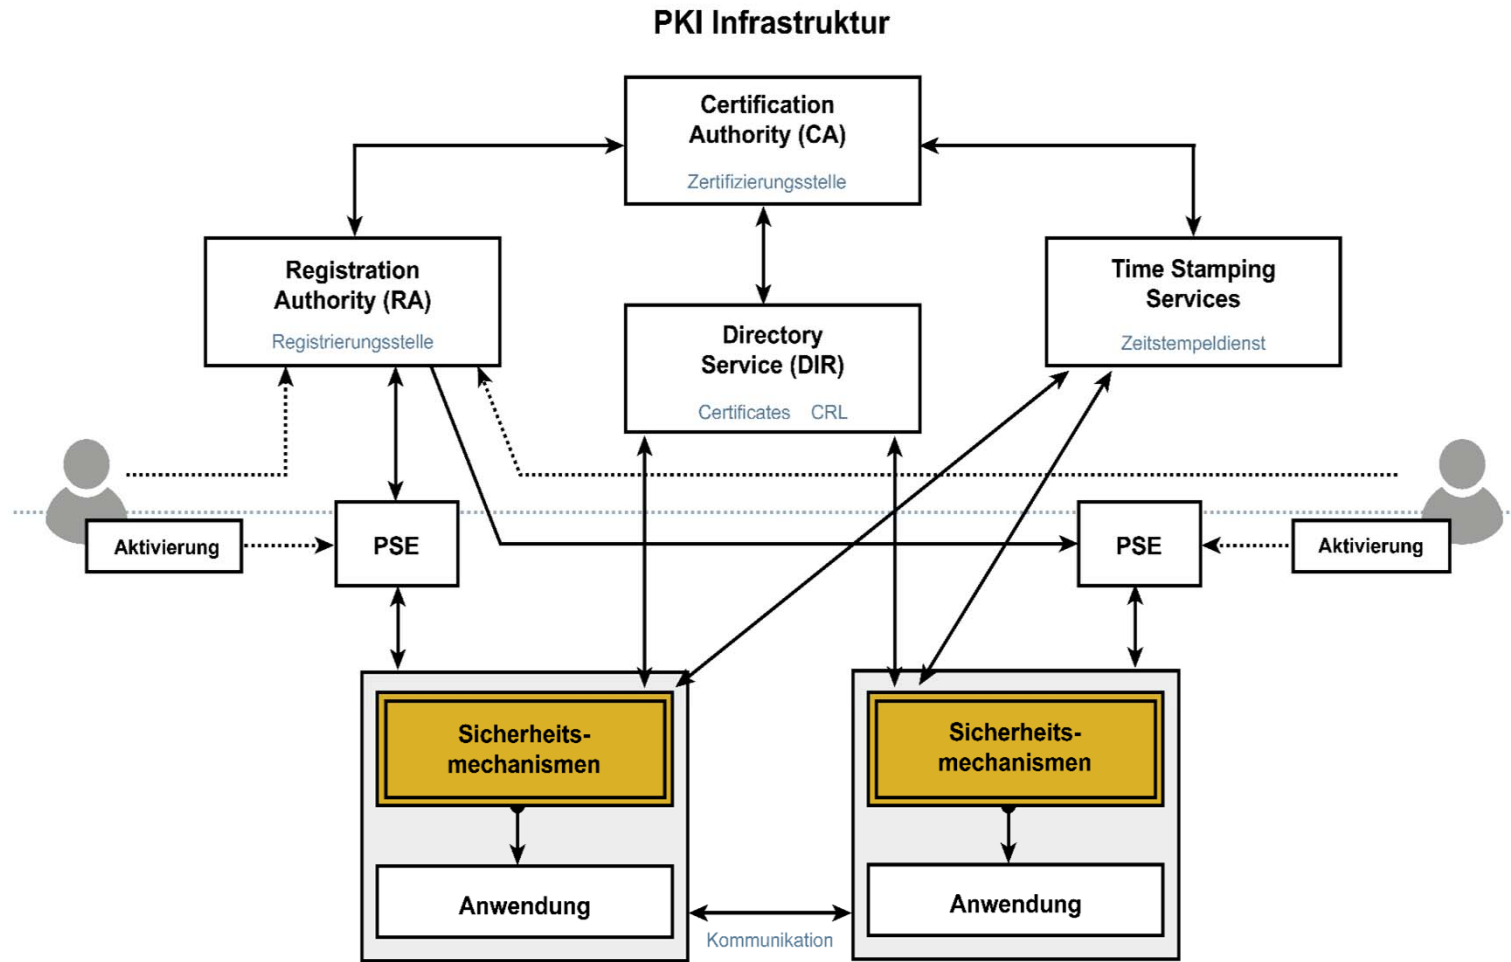 PKI Infrastruktur
Certification
Authority (CA)
Zertifizierungsstelle
Registration
Authority (RA)
Registrierungsstelle
Directory
Service (DIR)
Certificates CRL
Time Stamping
Services
Zeitstempeldienst
Aktivierung
PSE
PSE
Aktivierung
Sicherheits-
mechanismen
Anwendung
Sicherheits-
mechanismen
Anwendung
Kommunikation